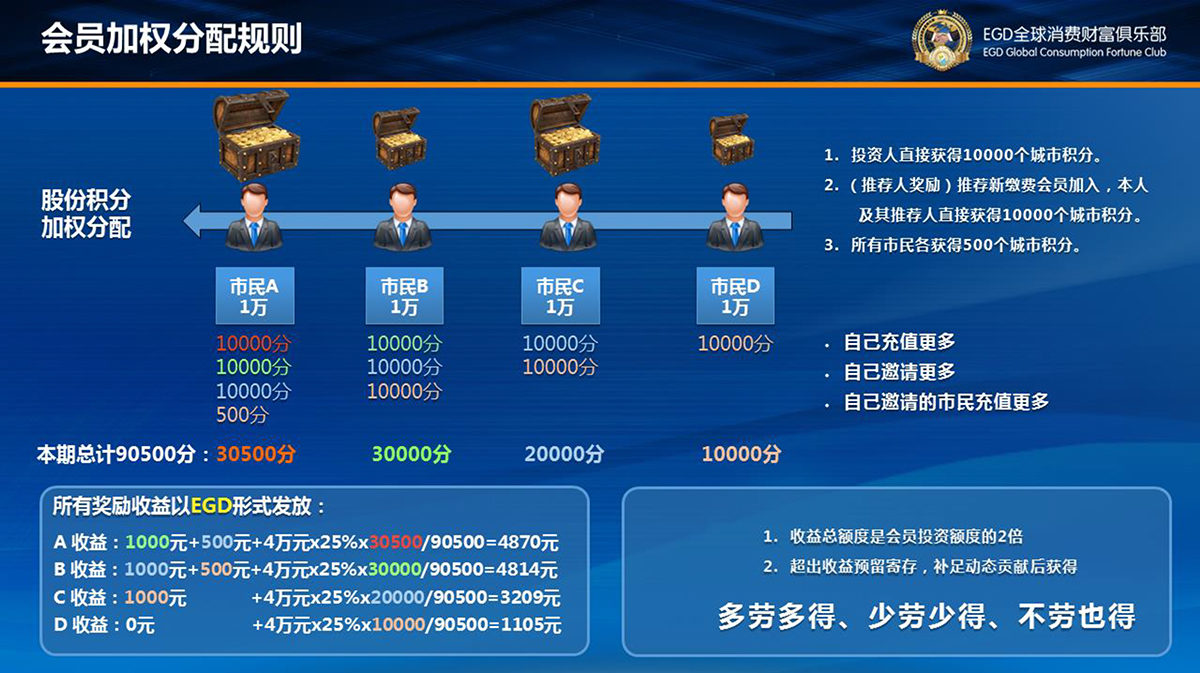 会员加权分配规则
EGD全球消费财富俱乐部
EGD Global Consumption Fortune Club
股份积分
加权分配
市民A
1万
市民B
1万
市民C
1万
市民D
1万
10000分
10000分
10000分
500分
10000分
10000分
10000分
10000分
10000分
10000分
本期总计90500分：30500分
30000分
20000分
10000分
1. 投资人直接获得10000个城市积分。
2.（推荐人奖励）推荐新缴费会员加入，本人
及其推荐人直接获得10000个城市积分。
3. 所有市民各获得500个城市积分。
. 自己充值更多
. 自己邀请更多
. 自己邀请的市民充值更多
所有奖励收益以EGD形式发放：
A 收益：1000元+500元+4万元x25%x30500/90500=4870元
B 收益：1000元+500元+4万元x25%x30000/90500=4814元
C 收益：1000元 +4万元x25%x20000/90500=3209元
D 收益：0元 +4万元x25%x10000/90500=1105元
1. 收益总额度是会员投资额度的2倍
2. 超出收益预留寄存，补足动态贡献后获得
多劳多得、少劳少得、不劳也得